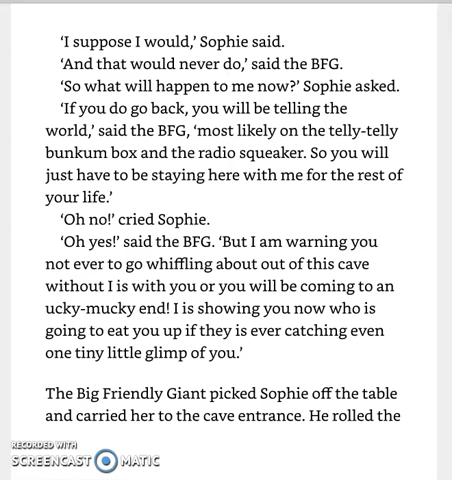 ‘I suppose I would,’ Sophie said.
‘And that would never do,’ said the BFG.
‘So what will happen to me now?’ Sophie asked.
‘If you do go back, you will be telling the
world,’ said the BFG, ‘most likely on the telly-telly
bunkum box and the radio squeaker. So you will
just have to be staying here with me for the rest of
your life.’
‘Oh no!’ cried Sophie.
‘Oh yes!’ said the BFG. ‘But I am warning you
not ever to go whiffling about out of this cave
without I is with you or you will be coming to an
ucky-mucky end! I is showing you now who is
going to eat you up if they is ever catching even
one tiny little glimp of you.’
The Big Friendly Giant picked Sophie off the table
and carried her to the cave entrance. He rolled the
RECORDED WITH
SCREENCAST MATIC